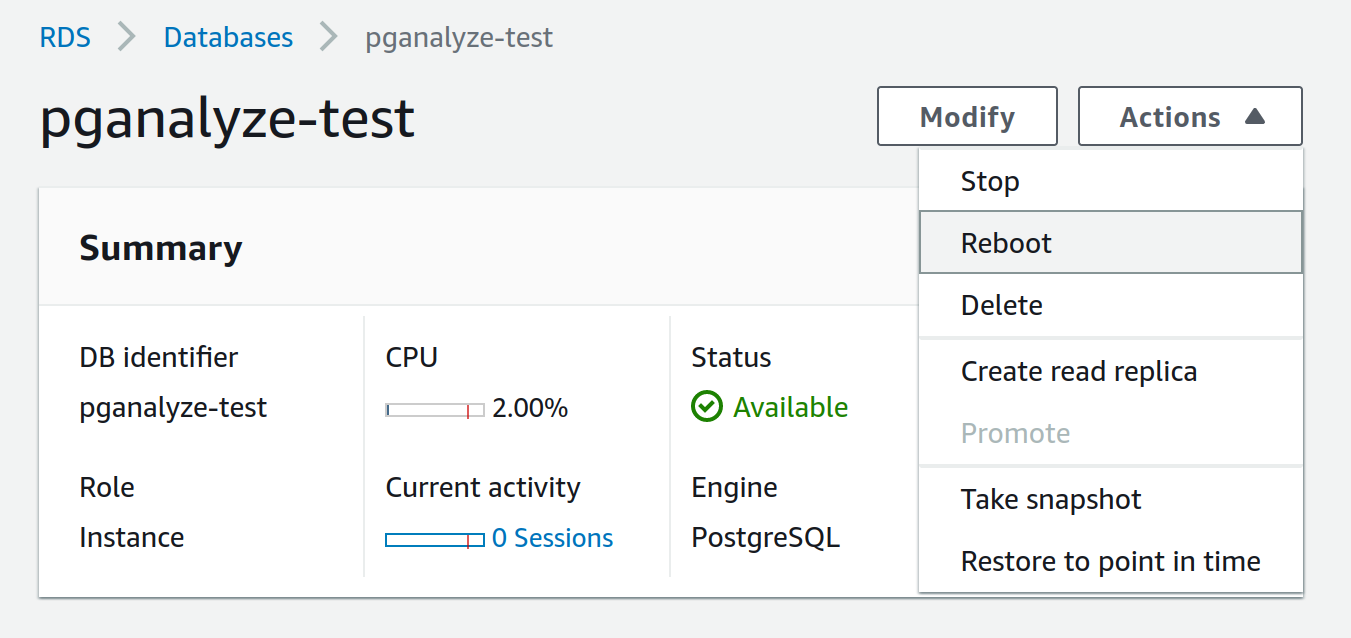 RDS > Databases > pganalyze-test
pganalyze-test
Modify
Actions
Stop
Reboot
Delete
Create read replica
Promote
Take snapshot
Restore to point in time
Summary
DB identifier
pganalyze-test
CPU
2.00%
Status
Available
Role
Instance
Current activity
0 Sessions
Engine
PostgreSQL